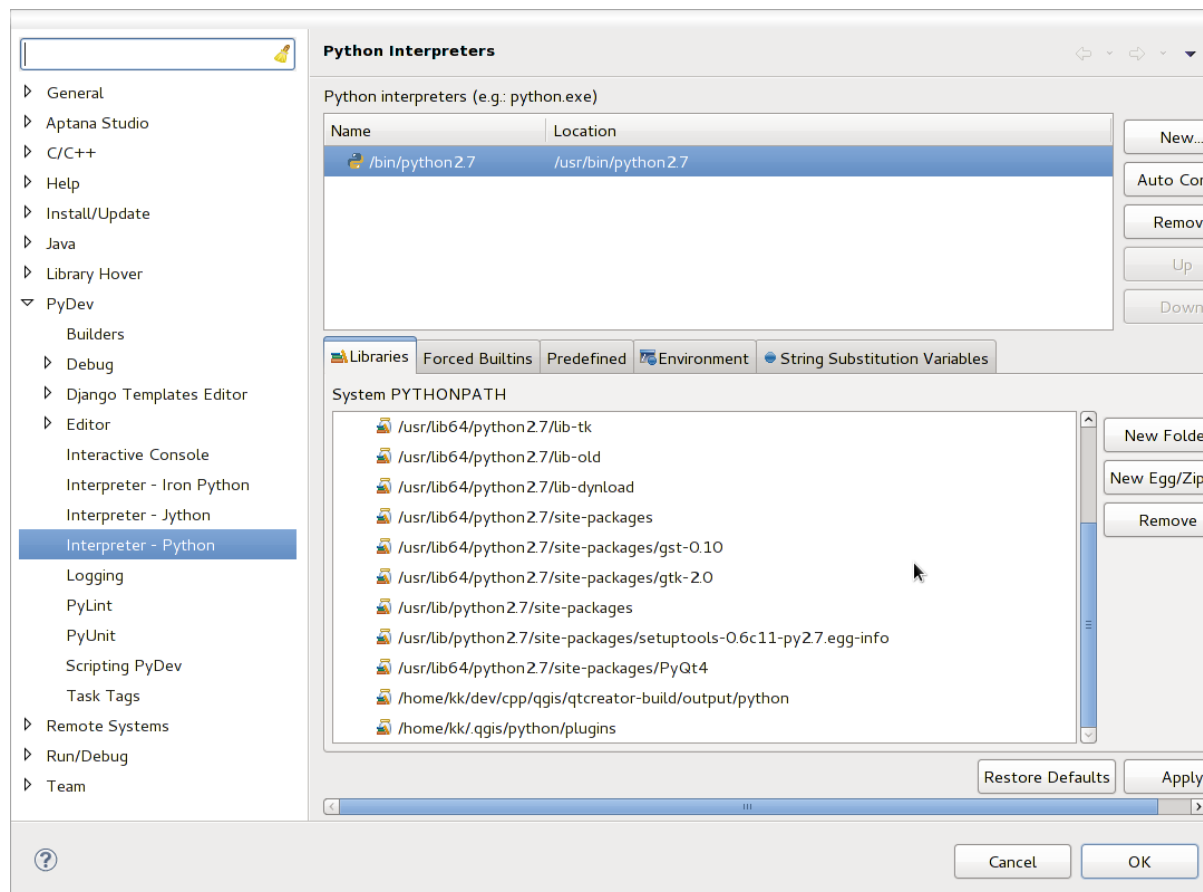 Python Interpreters
General
Aptana Studio
C/C++
Help
Install/Update
Java
Library Hover
PyDev
Builders
Debug
Django Templates Editor
Editor
Interactive Console
Interpreter - Iron Python
Interpreter - Jython
Interpreter - Python
Logging
PyLint
PyUnit
Scripting PyDev
Task Tags
Remote Systems
Run/Debug
Team
Python interpreters (e.g.: python.exe)
Name Location
/bin/python2.7 /usr/bin/python2.7
New...
Auto Con
Remov
Up
Down
Libraries Forced Builtins Predefined Environment String Substitution Variables
System PYTHONPATH
/usr/lib64/python2.7/lib-tk
/usr/lib64/python2.7/lib-old
/usr/lib64/python2.7/lib-dynload
/usr/lib64/python2.7/site-packages
/usr/lib64/python2.7/site-packages/gst-0.10
/usr/lib64/python2.7/site-packages/gtk-2.0
/usr/lib/python2.7/site-packages
/usr/lib/python2.7/site-packages/setuptools-0.6c11-py2.7.egg-info
/usr/lib64/python2.7/site-packages/PyQt4
/home/kk/dev/cpp/qgis/qtcreator-build/output/python
/home/kk/.qgis/python/plugins
New Folde
New Egg/Zip
Remove
Restore Defaults Apply
? Cancel OK